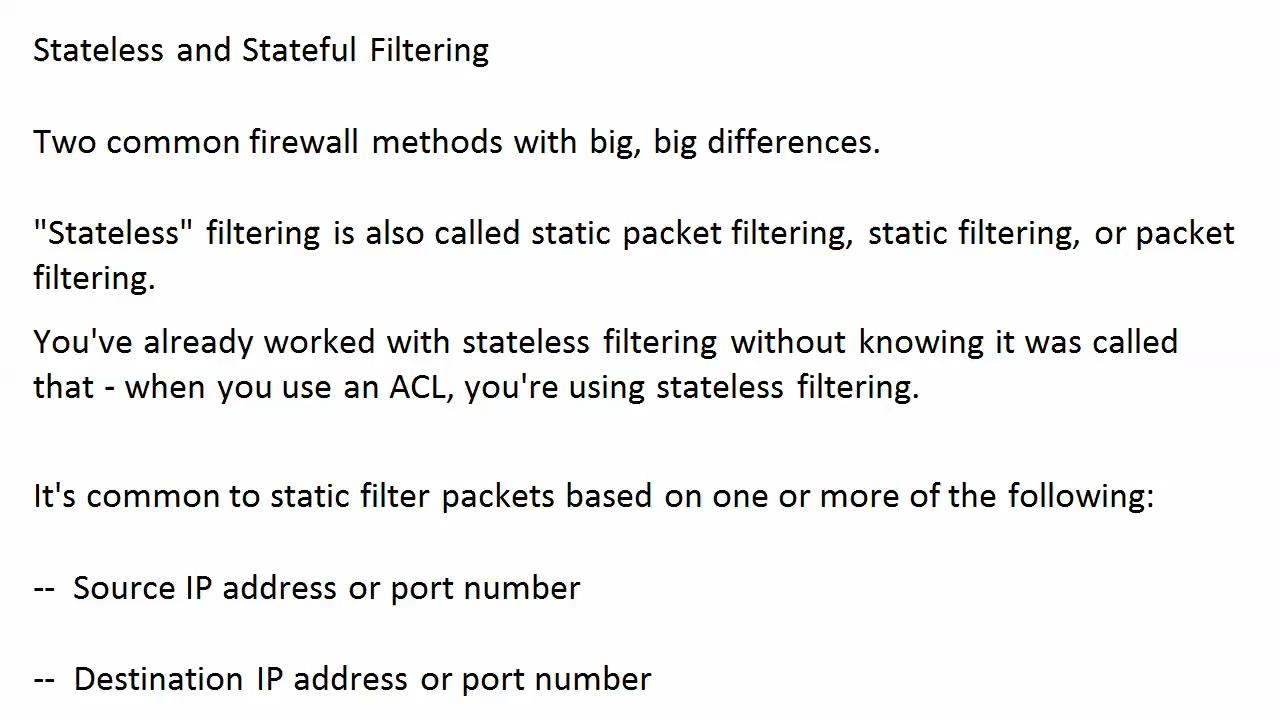 Stateless and Stateful Filtering
Two common firewall methods with big, big differences.
"Stateless" filtering is also called static packet filtering, static filtering, or packet
filtering.
You've already worked with stateless filtering without knowing it was called
that - when you use an ACL, you're using stateless filtering.
It's common to static filter packets based on one or more of the following:
-- Source IP address or port number
-- Destination IP address or port number